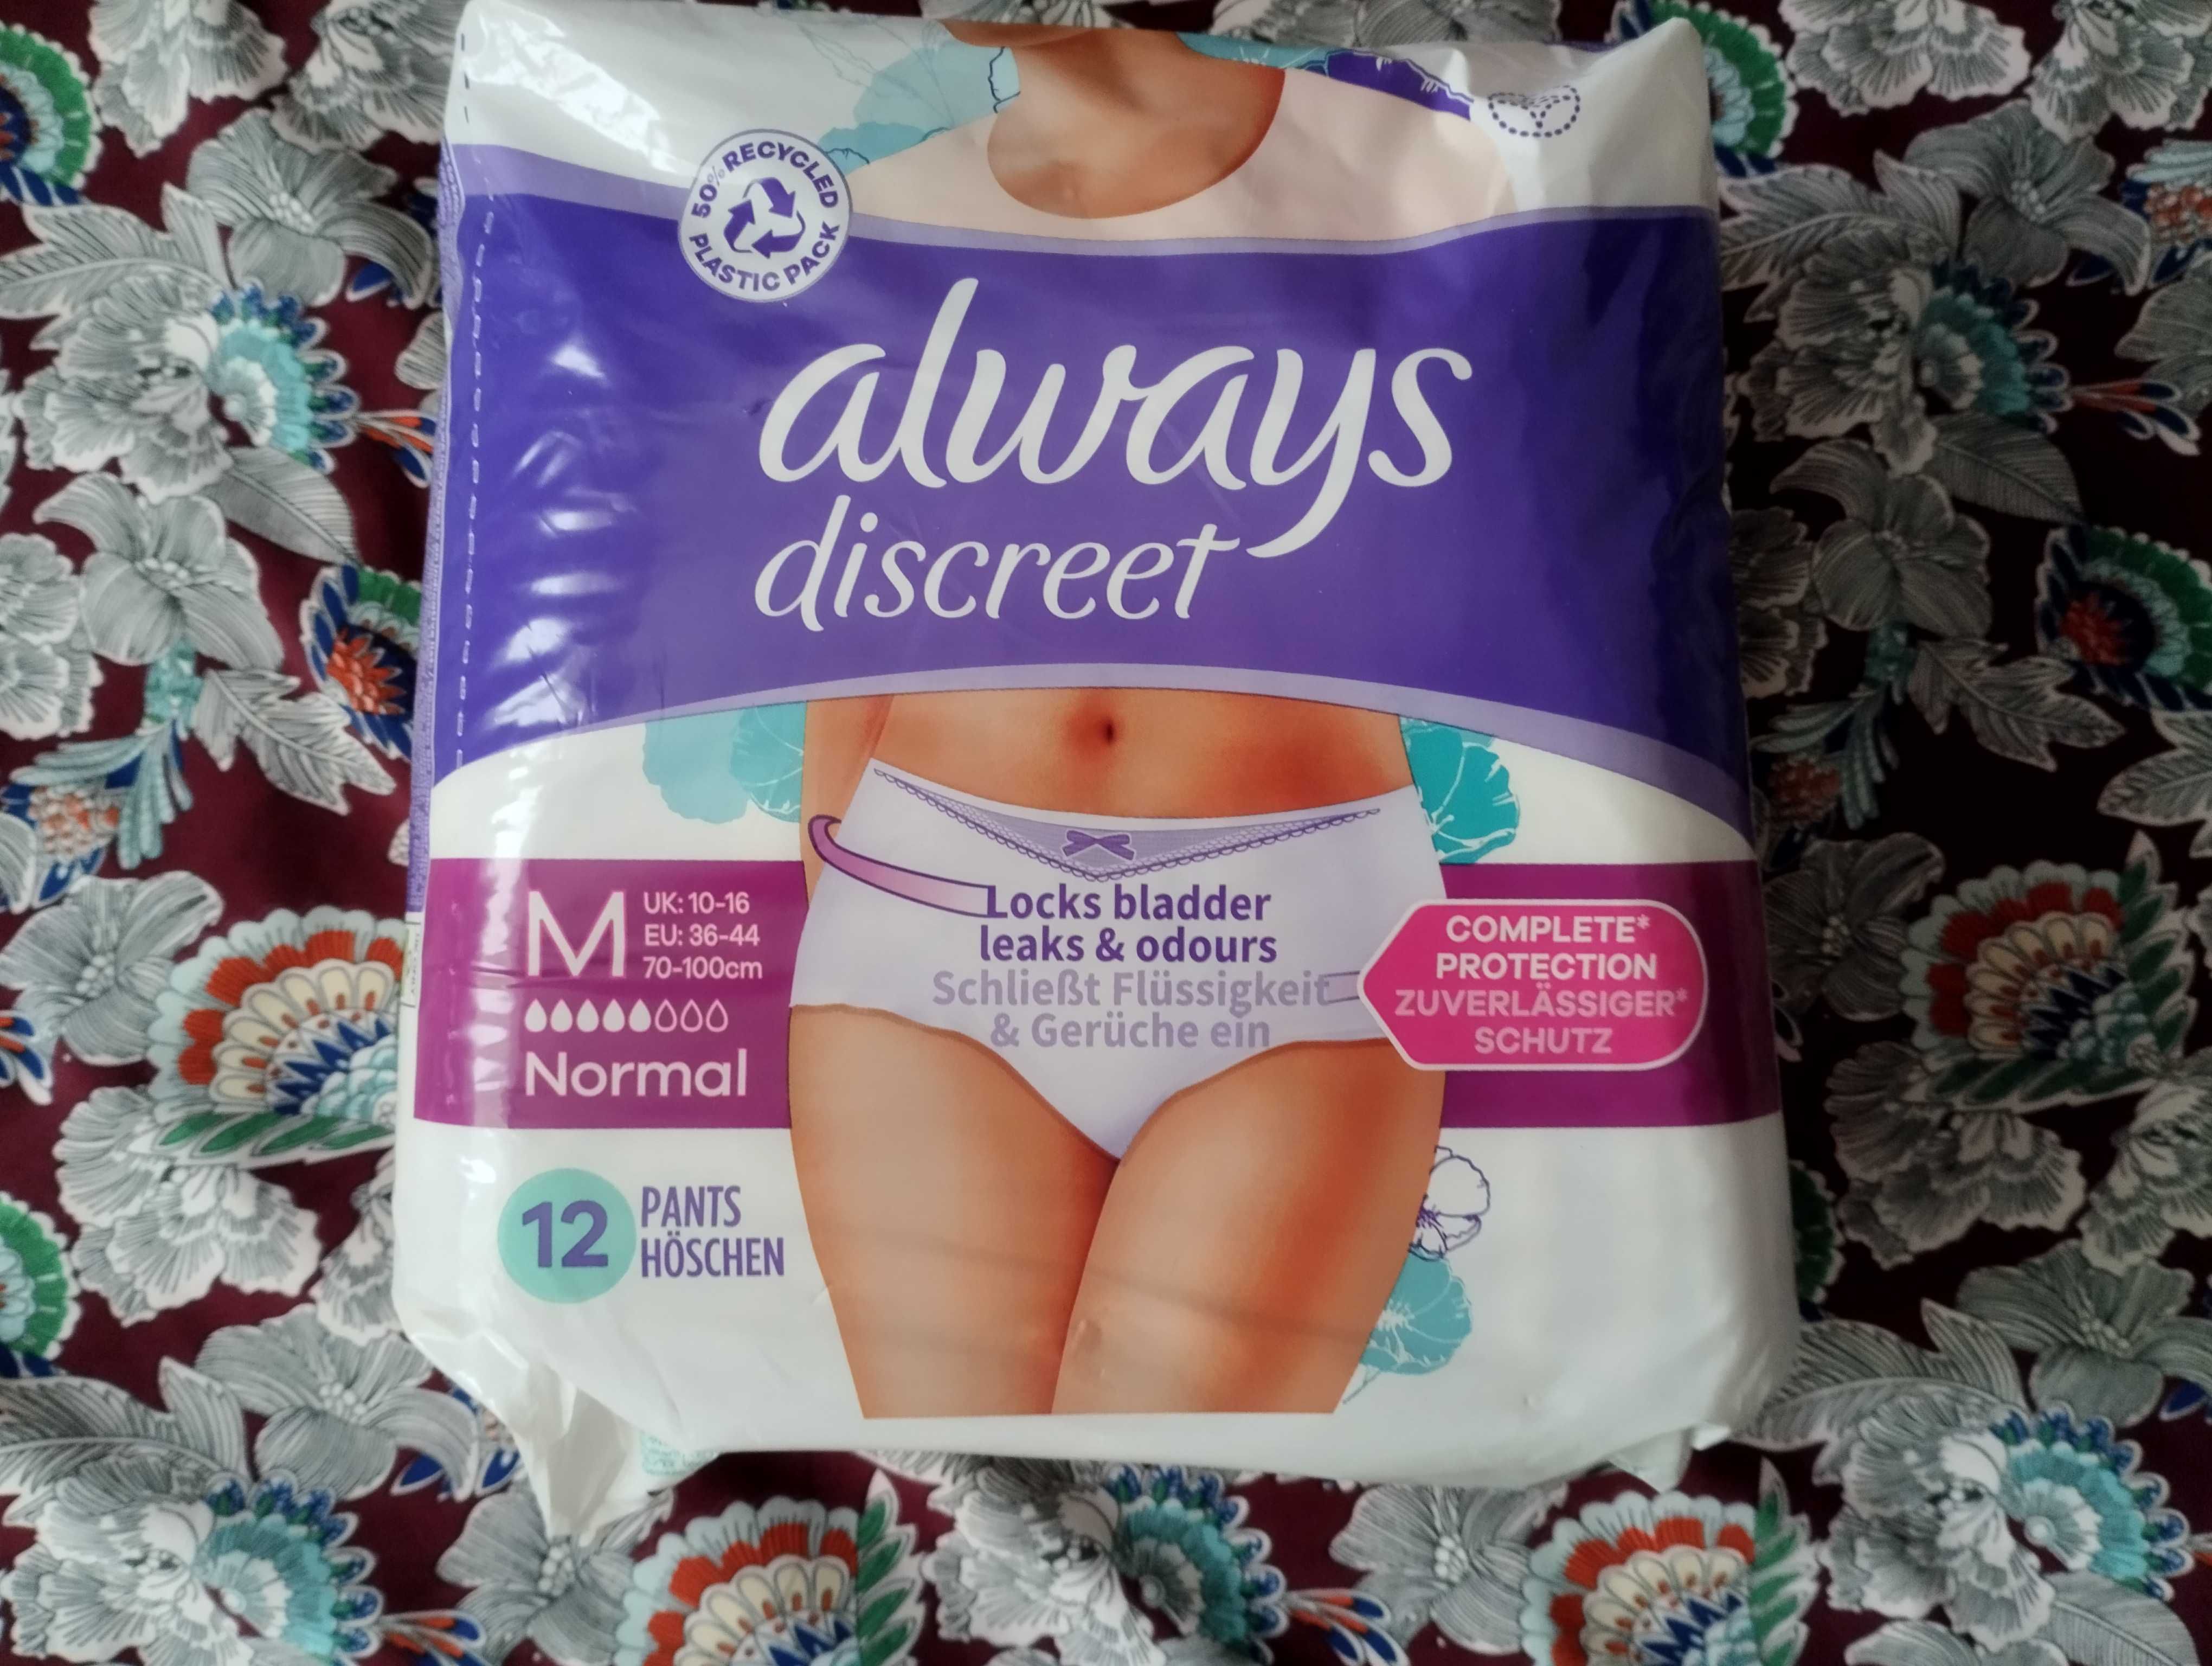 50% RECYCLED
PLASTIC PACK
always
discreet
M
UK: 10-16
EU: 36-44
70-100cm
Normal
Locks bladder
leaks & odours
Schließt Flüssigkeit
& Gerüche ein
COMPLETE*
PROTECTION
ZUVERLÄSSIGER*
SCHUTZ
12
PANTS
HÖSCHEN